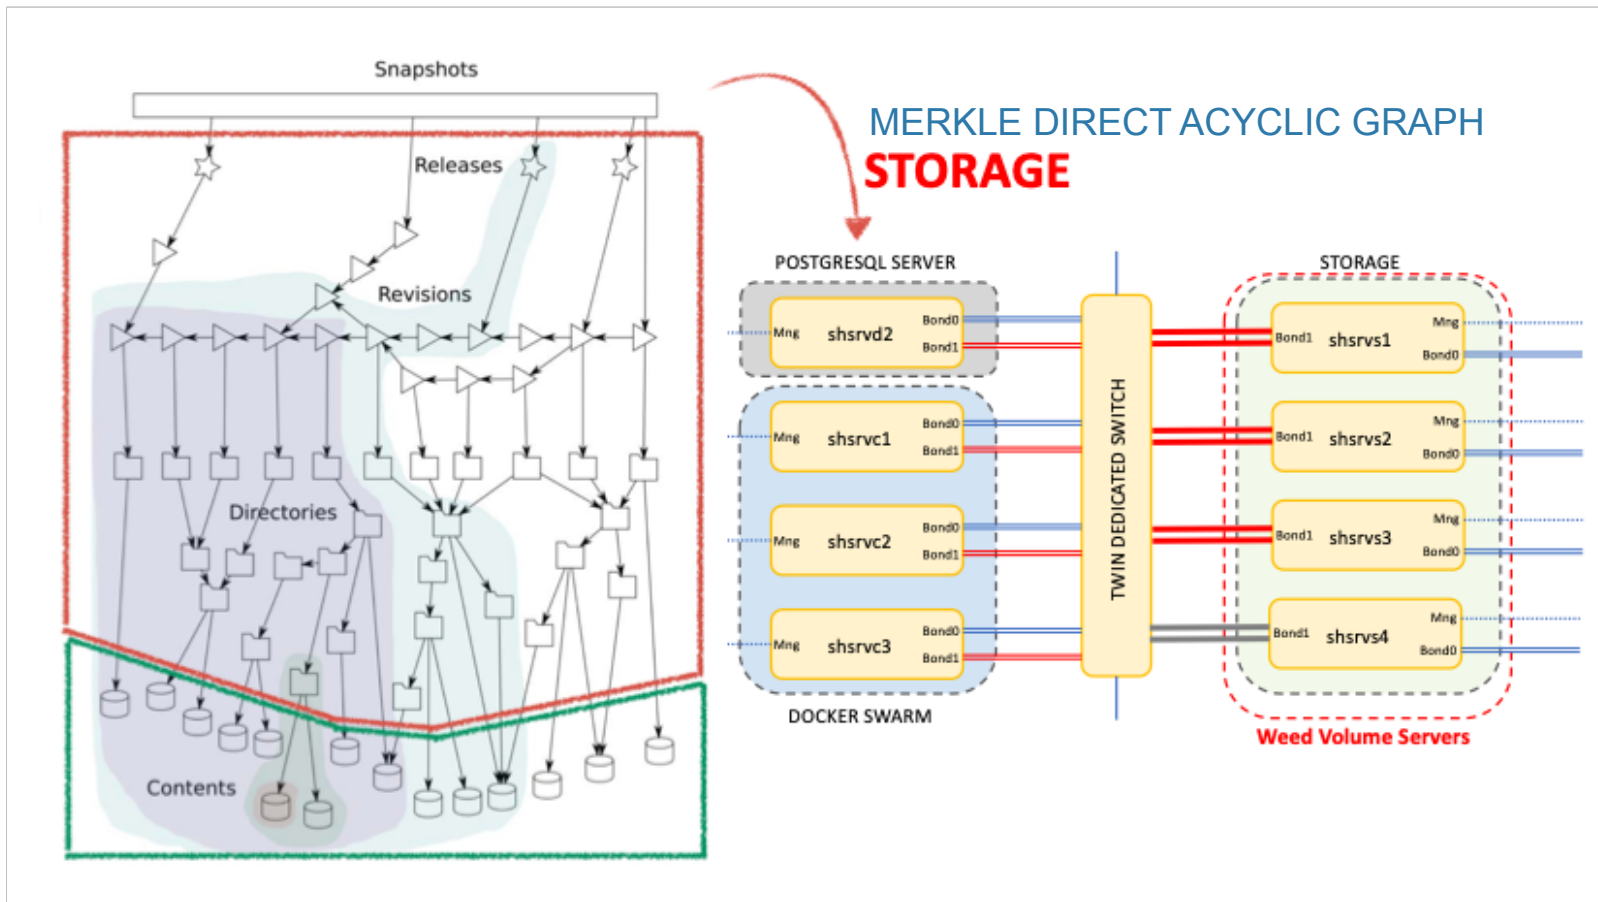 Snapshots
Releases
Revisions
Directories
Contents
MERKLE DIRECT ACYCLIC GRAPH
STORAGE
POSTGRESQL SERVER
Mng
shsrvd2
Bond0
Bond1
Mng
shsrvc1
Bond0
Bond1
Mng
shsrvc2
Bond0
Bond1
Mng
shsrvc3
Bond0
Bond1
DOCKER SWARM
TWIN DEDICATED SWITCH
STORAGE
Bond1
shsrvs1
Mng
Bond0
Bond1
shsrvs2
Mng
Bond0
Bond1
shsrvs3
Mng
Bond0
Bond1
shsrvs4
Mng
Bond0
Weed Volume Servers